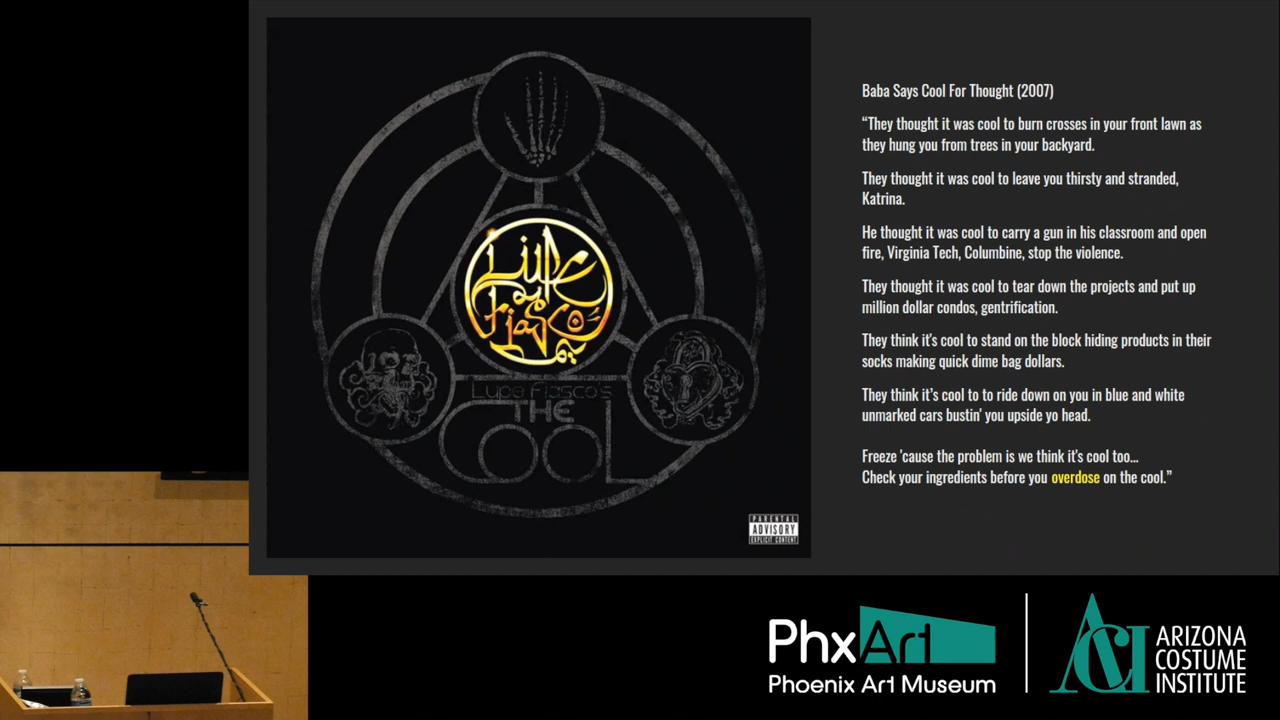 Lupe
Fiasco
Lupe Fiasco's
THE
COOL
PARENTAL
ADVISORY
EXPLICIT CONTENT
Baba Says Cool For Thought (2007)
“They thought it was cool to burn crosses in your front lawn as
they hung you from trees in your backyard.
They thought it was cool to leave you thirsty and stranded,
Katrina.
He thought it was cool to carry a gun in his classroom and open
fire, Virginia Tech, Columbine, stop the violence.
They thought it was cool to tear down the projects and put up
million dollar condos, gentrification.
They think it's cool to stand on the block hiding products in their
socks making quick dime bag dollars.
They think it’s cool to to ride down on you in blue and white
unmarked cars bustin' you upside yo head.
Freeze 'cause the problem is we think it's cool too...
Check your ingredients before you overdose on the cool.”
PhxArt
Phoenix Art Museum
ACI
ARIZONA
COSTUME
INSTITUTE